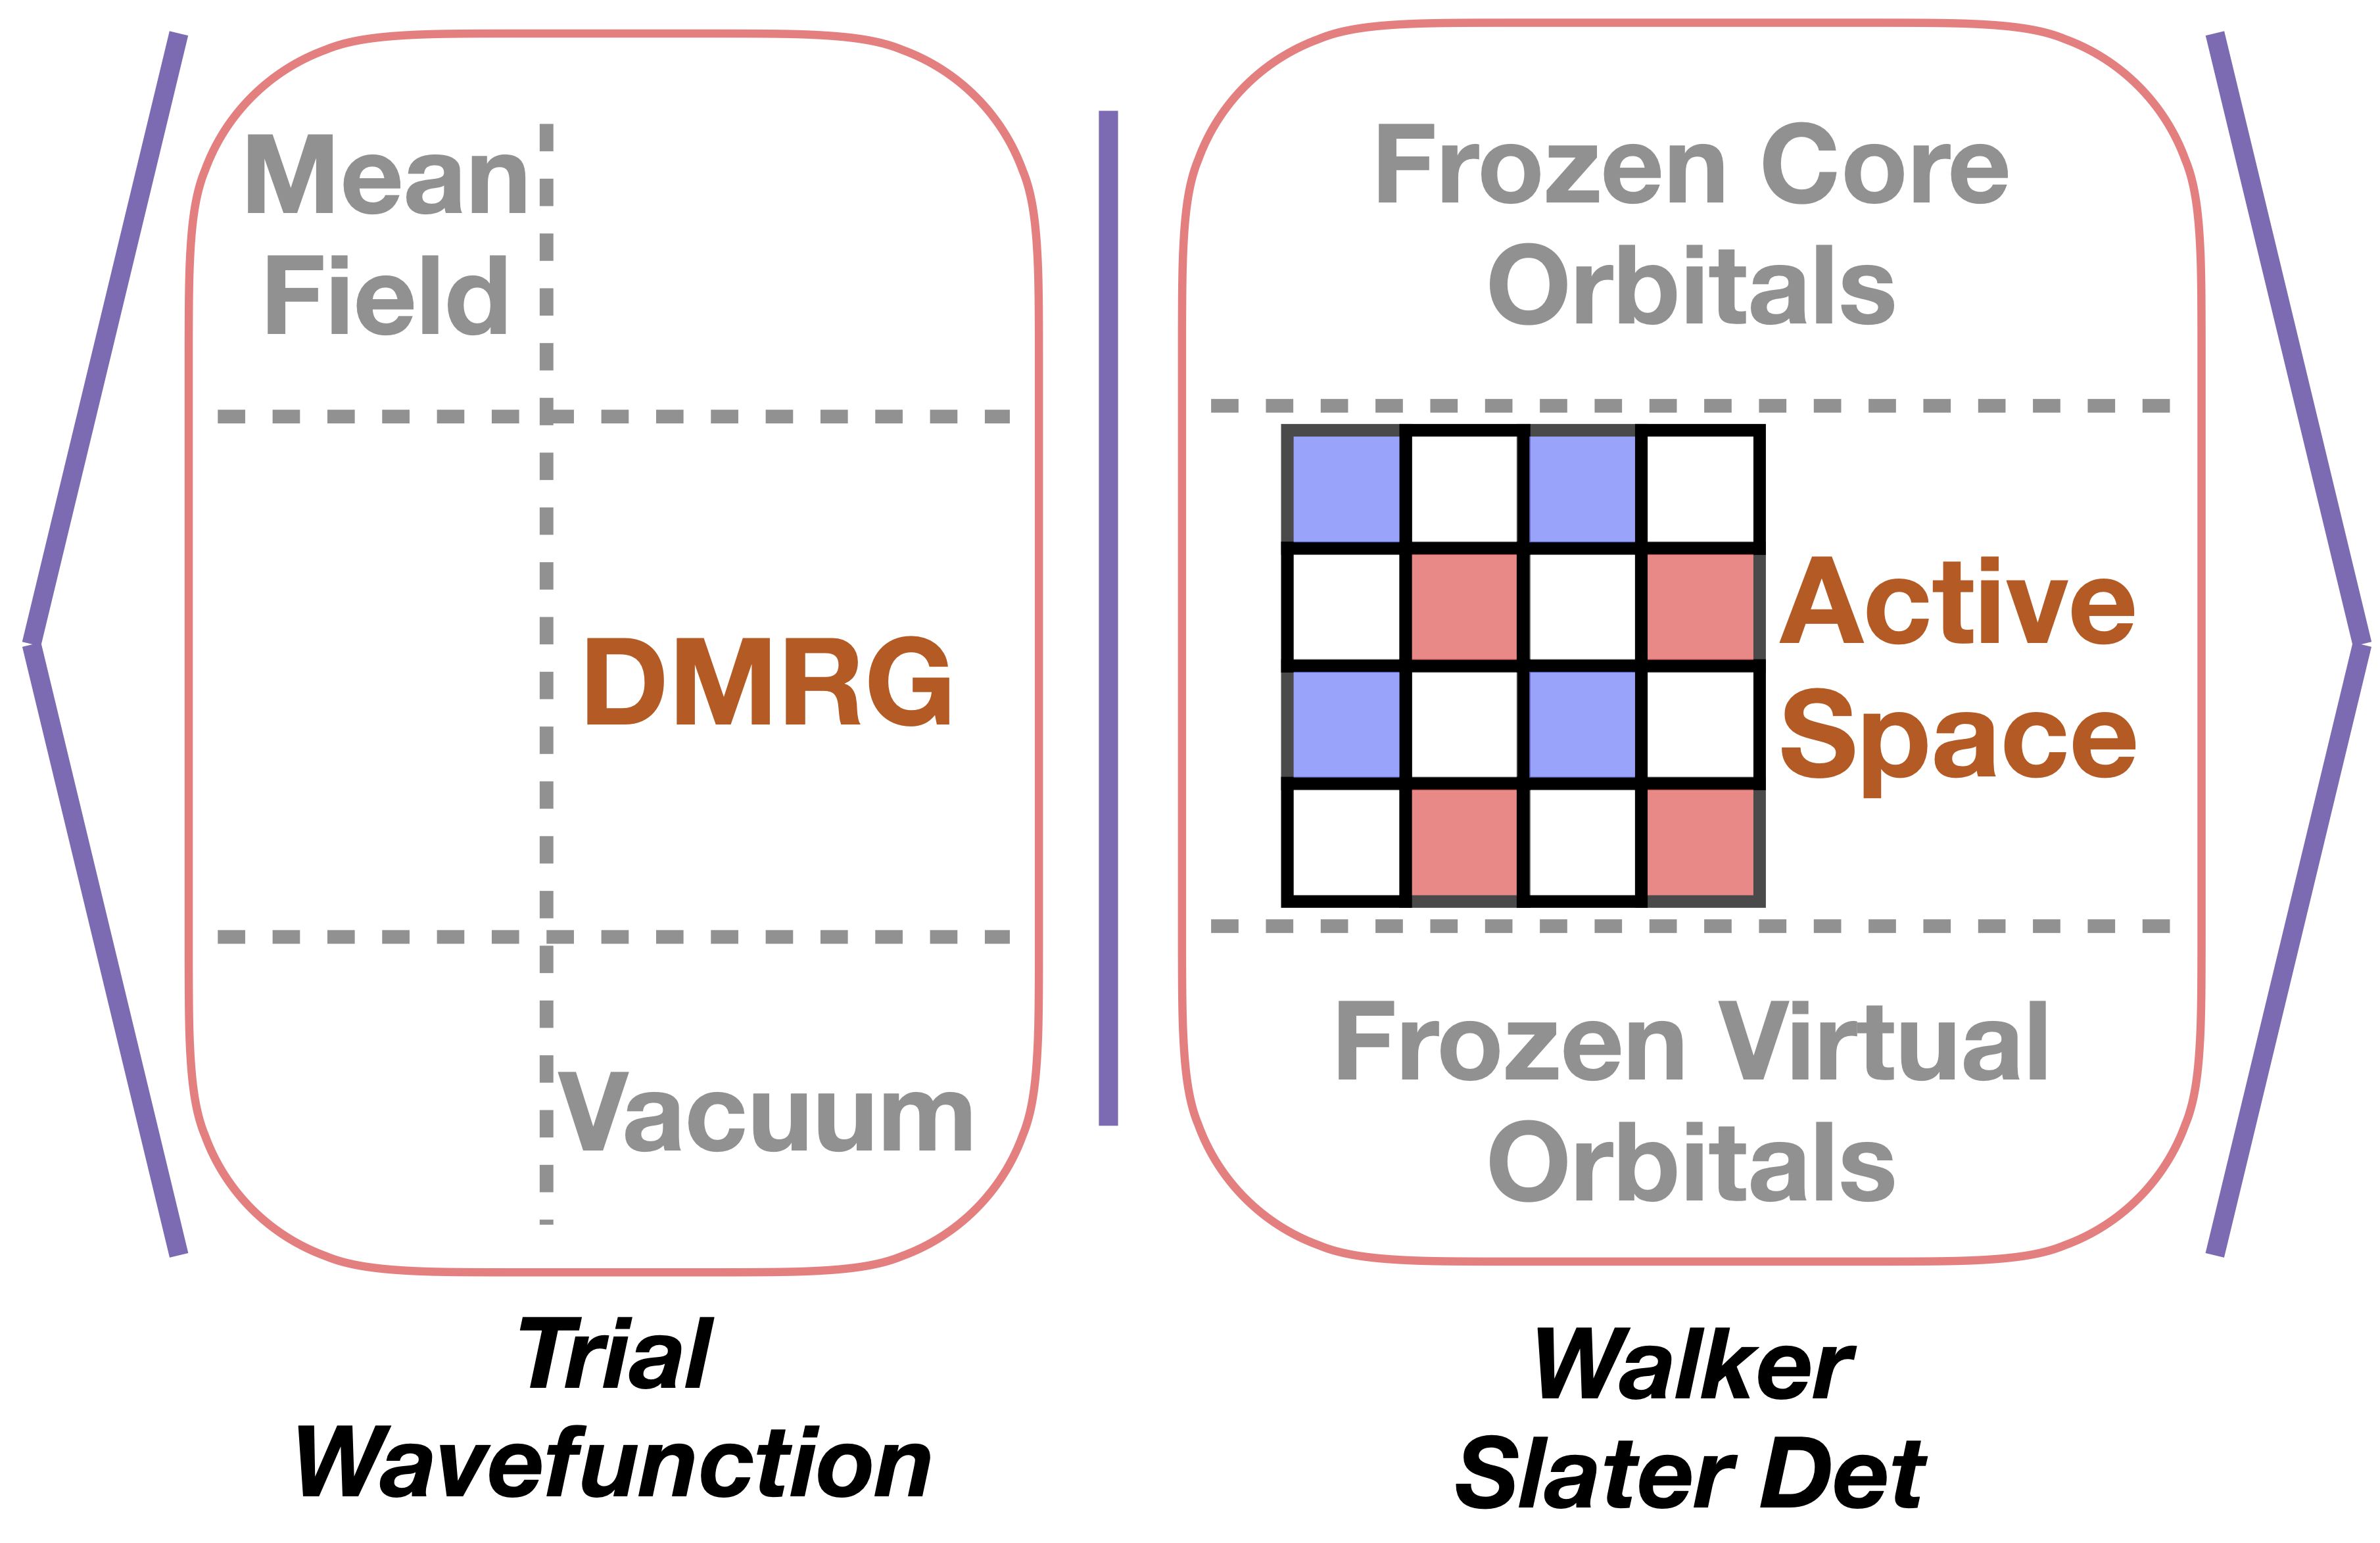 Mean
Field
DMRG
Vacuum
Trial
Wavefunction
Frozen Core
Orbitals
Active
Space
Frozen Virtual
Orbitals
Walker
Slater Det